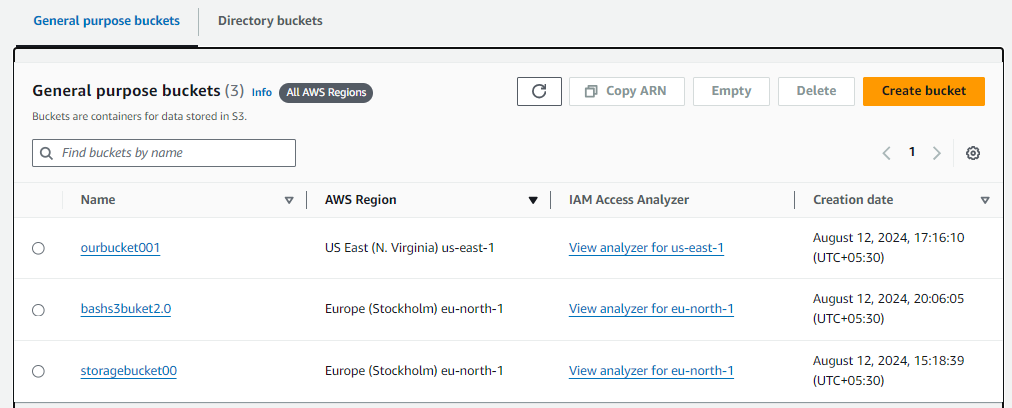 General purpose buckets Directory buckets
General purpose buckets (3) Info All AWS Regions Copy ARN Empty Delete Create bucket
Buckets are containers for data stored in S3.
Find buckets by name 1
Name AWS Region IAM Access Analyzer Creation date
ourbucket001 US East (N. Virginia) us-east-1 View analyzer for us-east-1 August 12, 2024, 17:16:10 (UTC+05:30)
bashs3buket2.0 Europe (Stockholm) eu-north-1 View analyzer for eu-north-1 August 12, 2024, 20:06:05 (UTC+05:30)
storagebucket00 Europe (Stockholm) eu-north-1 View analyzer for eu-north-1 August 12, 2024, 15:18:39 (UTC+05:30)